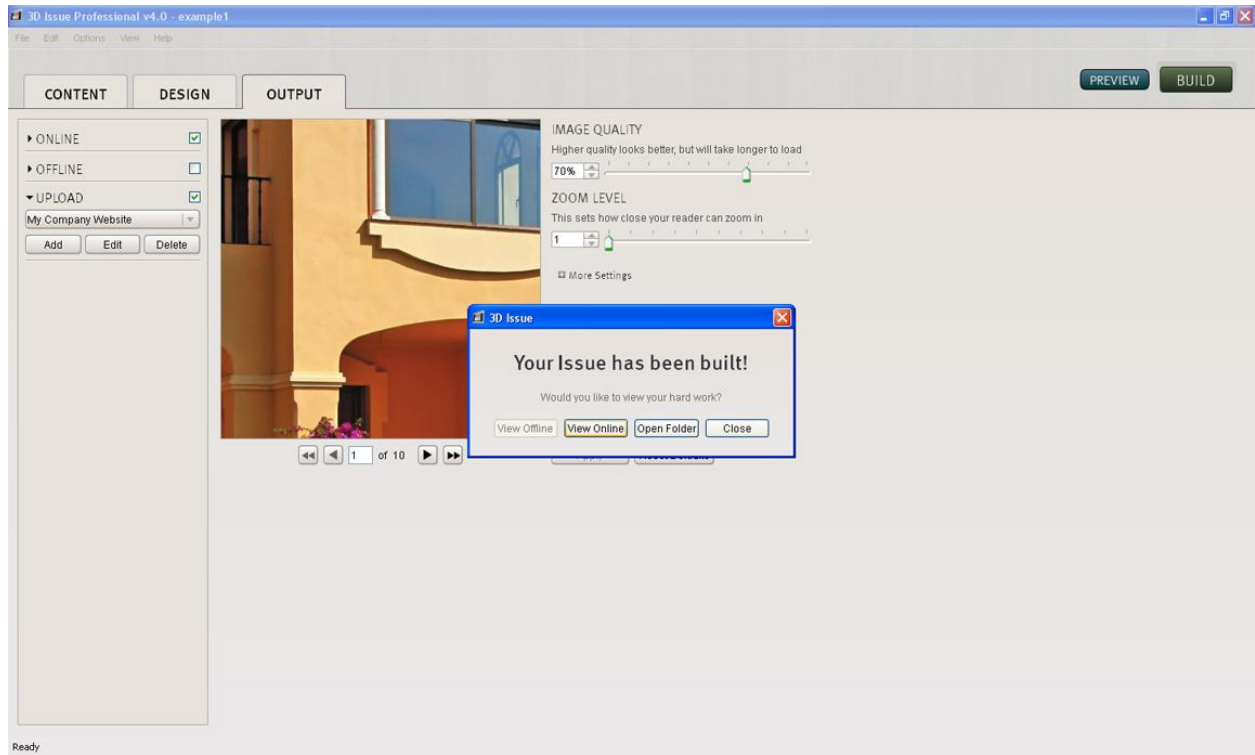 3D Issue Professional v4.0 - example1
File Edit Options View Help
CONTENT DESIGN OUTPUT PREVIEW BUILD
ONLINE
OFFLINE
UPLOAD
My Company Website
Add Edit Delete
IMAGE QUALITY
Higher quality looks better, but will take longer to load
70%
ZOOM LEVEL
This sets how close your reader can zoom in
1
More Settings
3D Issue
Your Issue has been built!
Would you like to view your hard work?
View Offline View Online Open Folder Close
1 of 10
Ready